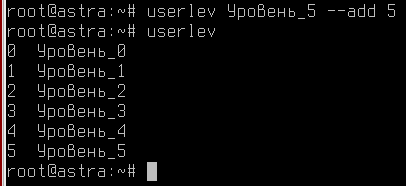 root@astra:~# userlev Уровень_5 --add 5
root@astra:~# userlev
0 Уровень_0
1 Уровень_1
2 Уровень_2
3 Уровень_3
4 Уровень_4
5 Уровень_5
root@astra:~#